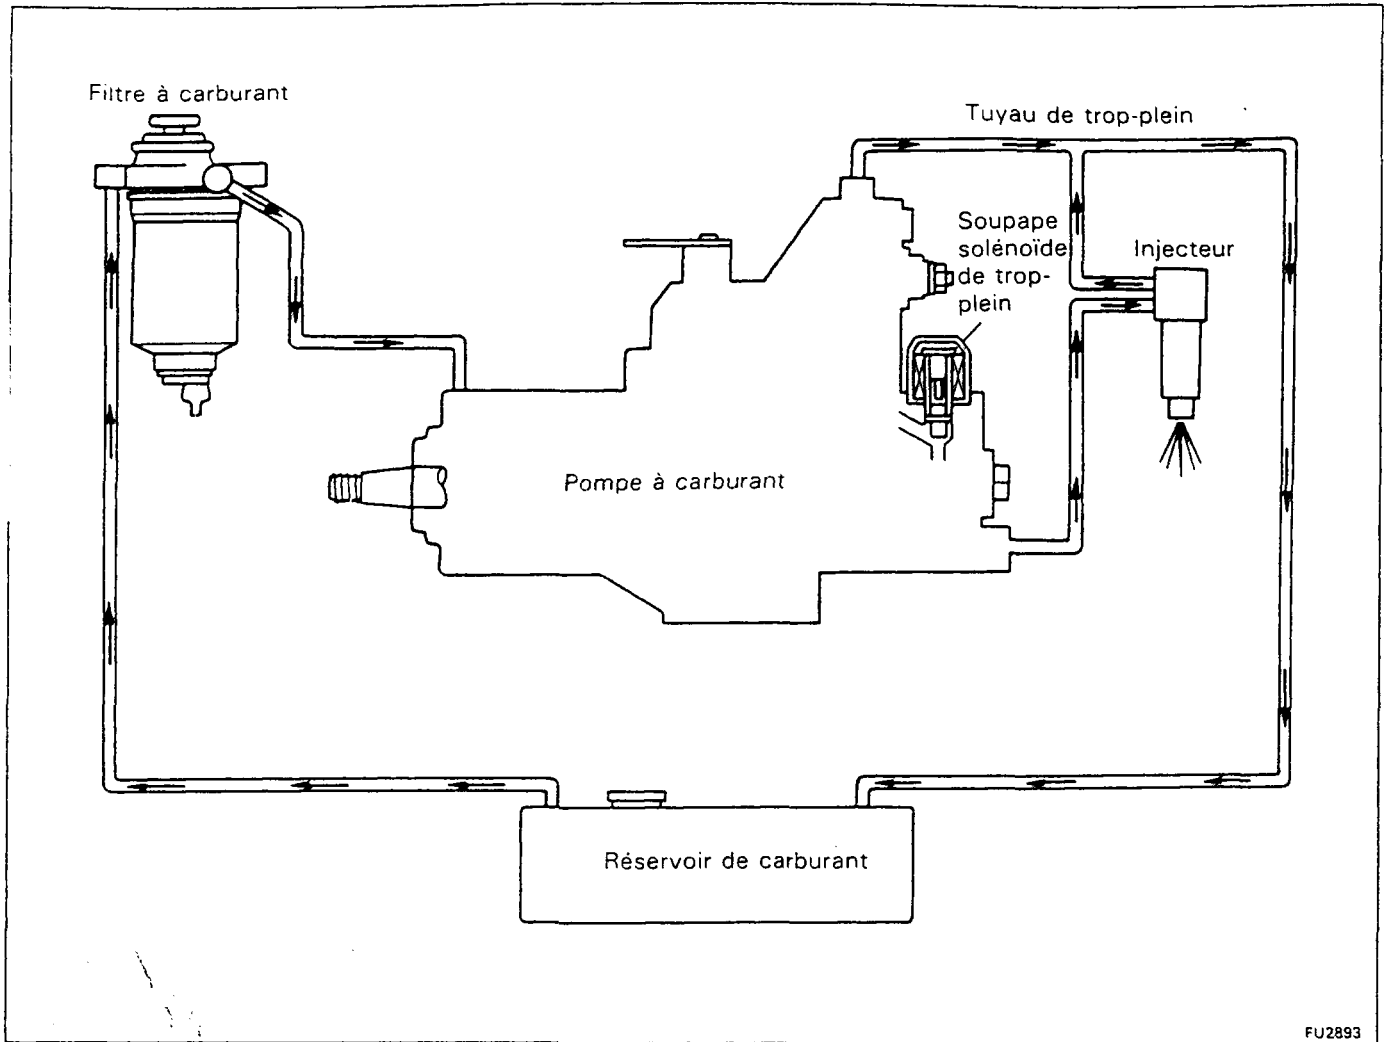 Filtre à carburant
Tuyau de trop-plein
Soupape
solénoïde
de trop-
plein
Injecteur
Pompe à carburant
Réservoir de carburant
FU2893